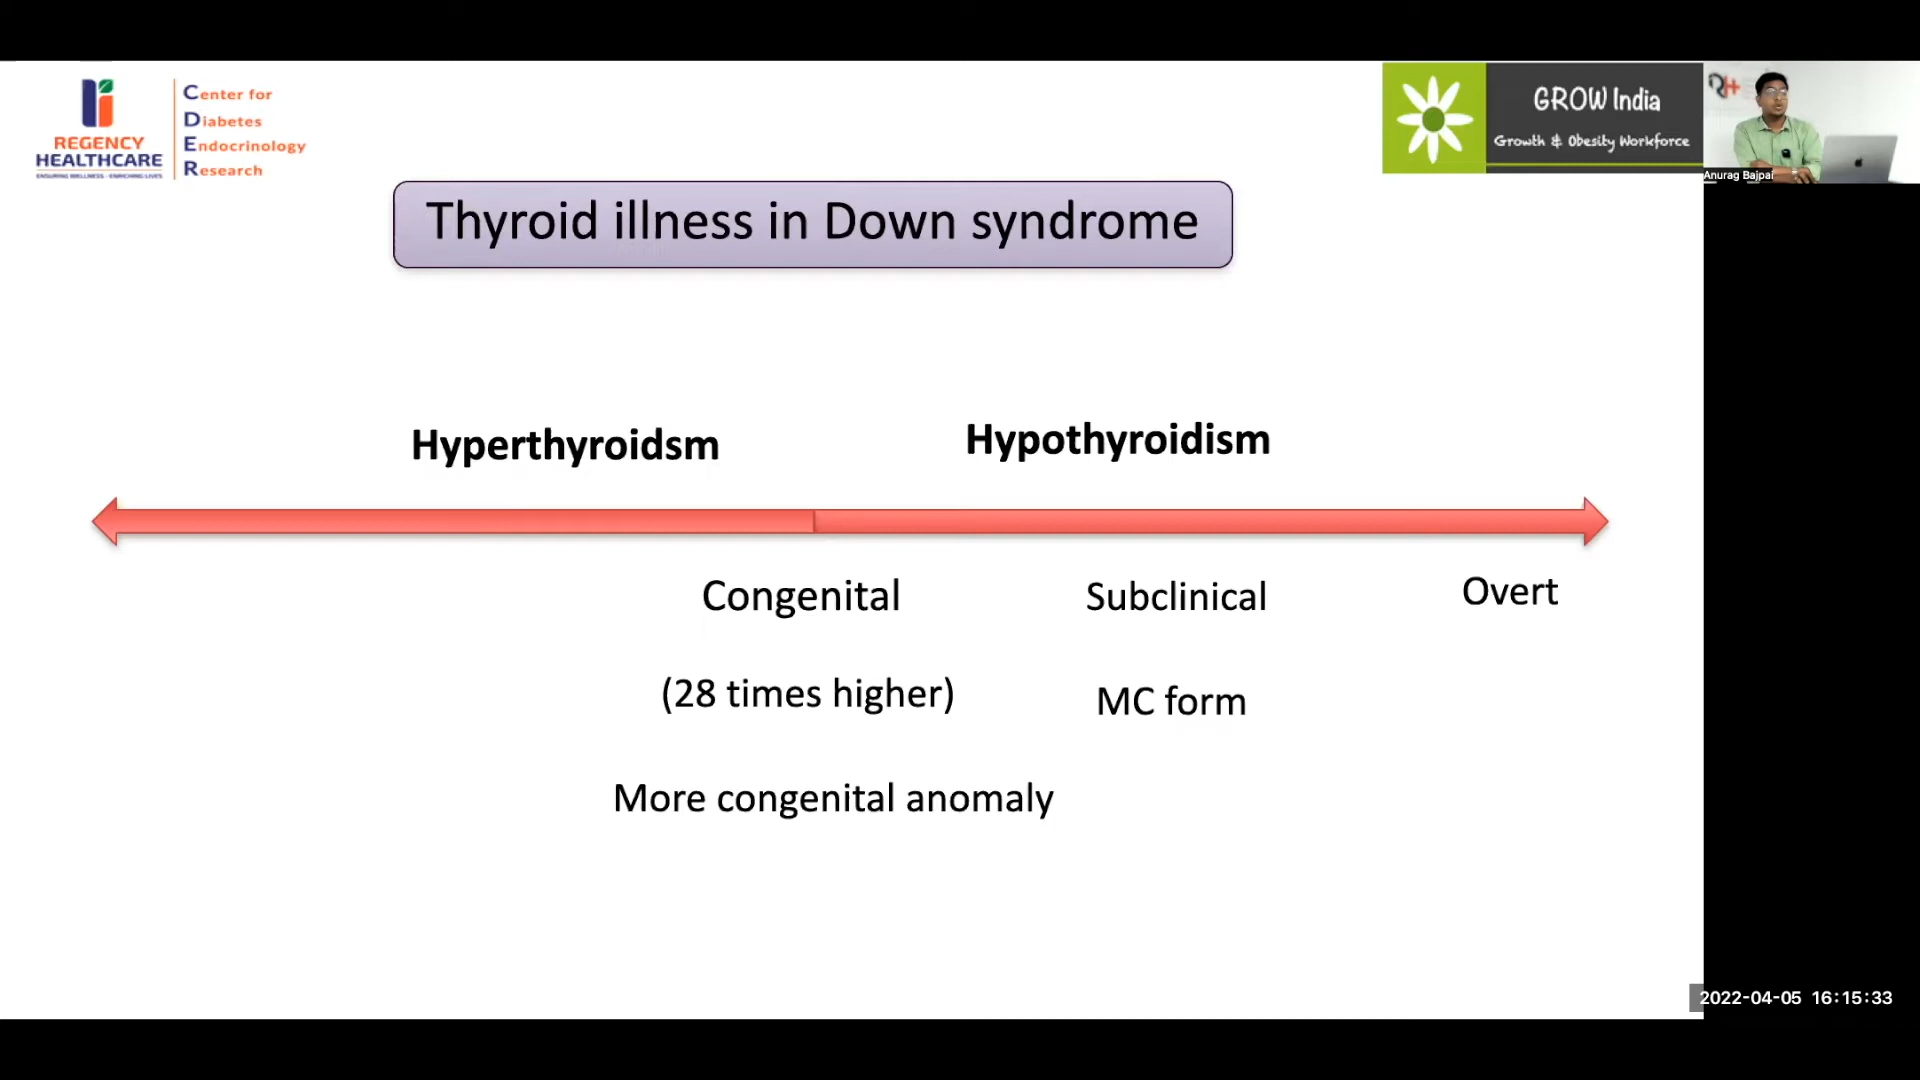 REGENCY
HEALTHCARE
ENSURING WELLNESS - ENRICHING LIVES
Center for
Diabetes
Endocrinology
Research
GROW India
Growth & Obesity Workforce
Anurag Bajpai
Thyroid illness in Down syndrome
Hyperthyroidsm
Hypothyroidism
Congenital
Subclinical
Overt
(28 times higher)
MC form
More congenital anomaly
2022-04-05 16:15:33